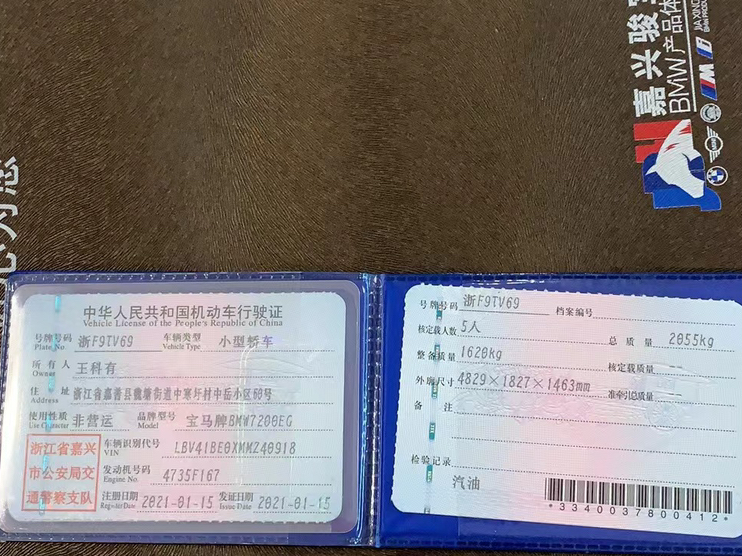 嘉兴骏
BMW产品体
JIA XING
BMW PRODU
M
MINI
心为悠
中华人民共和国机动车行驶证
Vehicle License of the People's Republic of China
号牌号码 浙F9TV69 车辆类型 小型轿车
Plate No. Vehicle Type
所有人 王科有
Owner
住址 浙江省嘉善县魏塘街道中寒圩村中岳小区60号
Address
使用性质 非营运 品牌型号 宝马牌BMW7200EG
Use Character Model
浙江省嘉兴
市公安局交
通警察支队
车辆识别代号 LBV41BE0XMMZ40918
VIN
发动机号码 4735F167
Engine No.
注册日期 2021-01-15 发证日期 2021-01-15
Register Date Issue Date
号牌号码 浙F9TV69 档案编号
核定载人数 5人 总质量 2055kg
整备质量 1620kg 核定载质量
外廓尺寸 4829×1827×1463mm 准牵引总质量
备注
检验记录
汽油
*3340037800412*